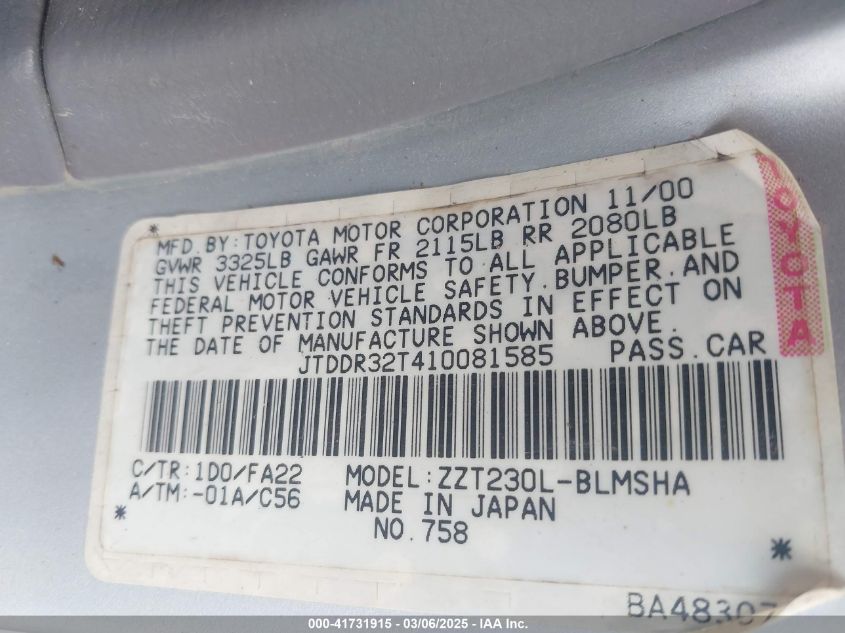 MFD. BY: TOYOTA MOTOR CORPORATION 11/00
GVWR 3325LB GAWR FR 2115LB RR 2080LB
THIS VEHICLE CONFORMS TO ALL APPLICABLE
FEDERAL MOTOR VEHICLE SAFETY, BUMPER, AND
THEFT PREVENTION STANDARDS IN EFFECT ON
THE DATE OF MANUFACTURE SHOWN ABOVE.
JTDDR32T410081585 PASS. CAR
TOYOTA
C/TR: 1D0/FA22 MODEL: ZZT230L-BLMSHA
A/TM: -01A/C56 MADE IN JAPAN
NO. 758
000-41731915 - 03/06/2025 - IAA Inc.